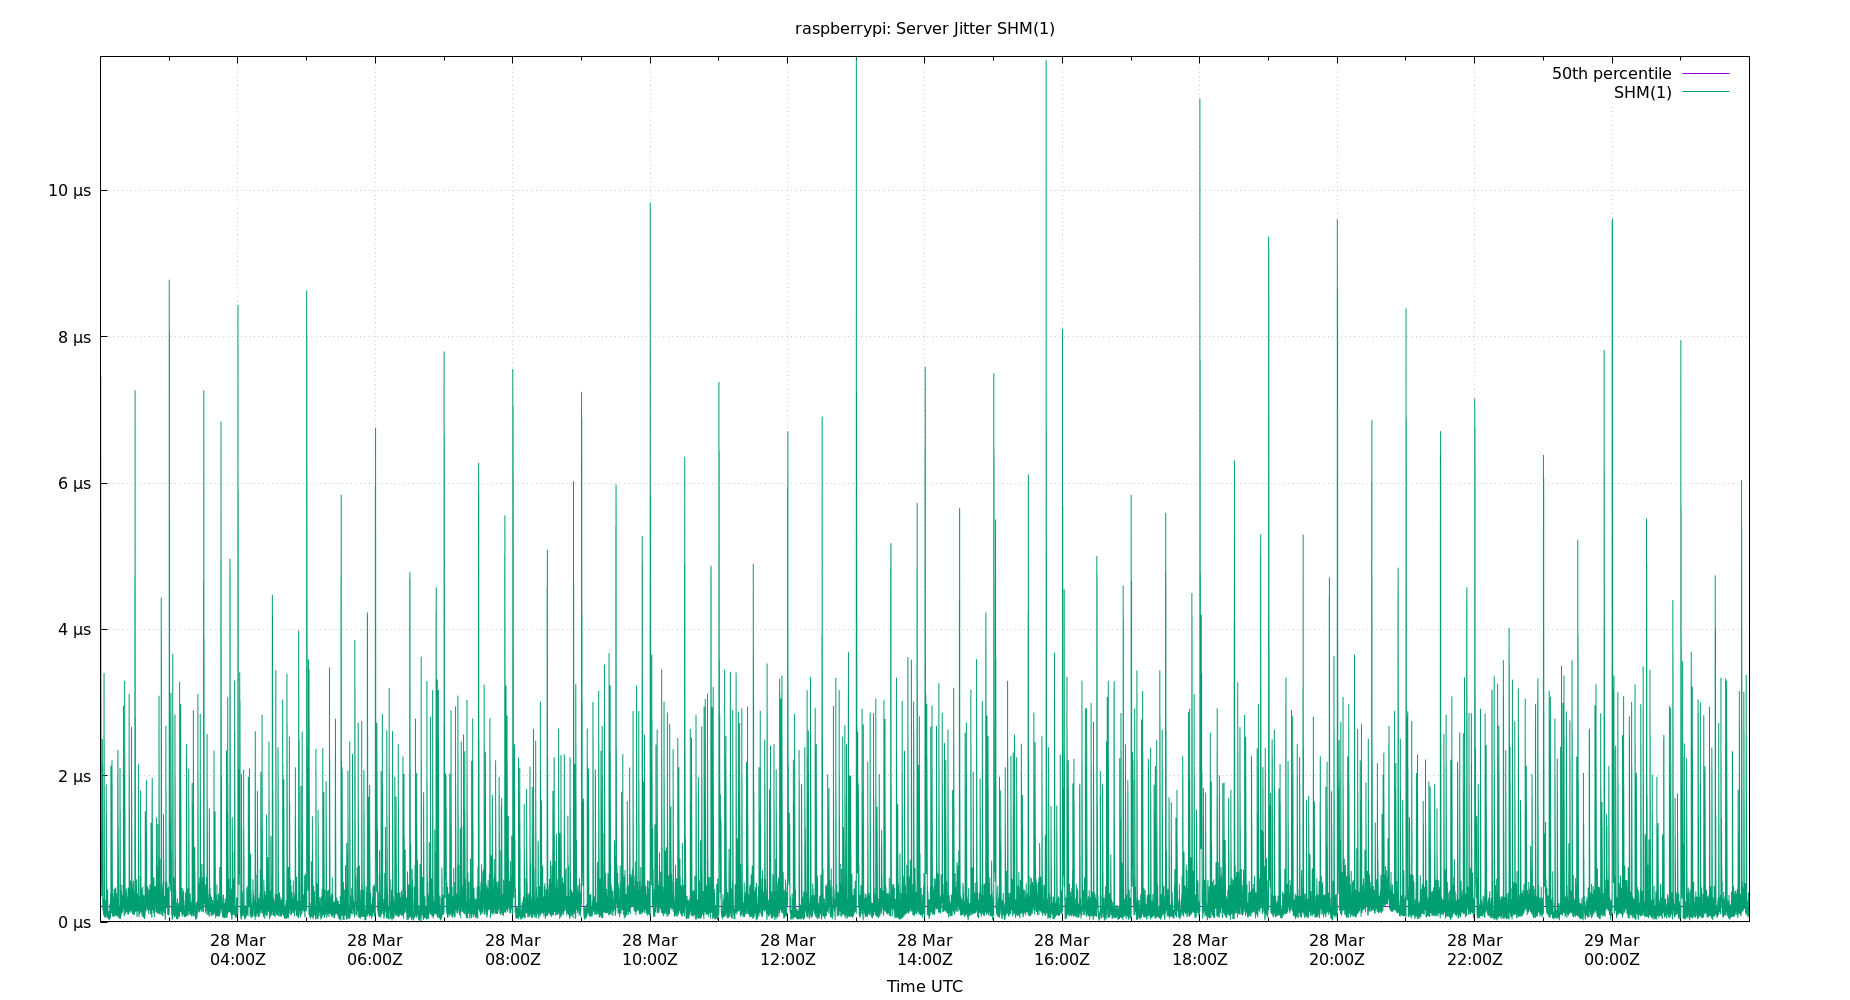 raspberrypi: Server Jitter SHM(1)
50th percentile
SHM(1)
10 µs
8 µs
6 µs
4 µs
2 µs
0 µs
28 Mar 28 Mar 28 Mar 28 Mar 28 Mar 28 Mar 28 Mar 28 Mar 28 Mar 28 Mar 29 Mar
04:00Z 06:00Z 08:00Z 10:00Z 12:00Z 14:00Z 16:00Z 18:00Z 20:00Z 22:00Z 00:00Z
Time UTC